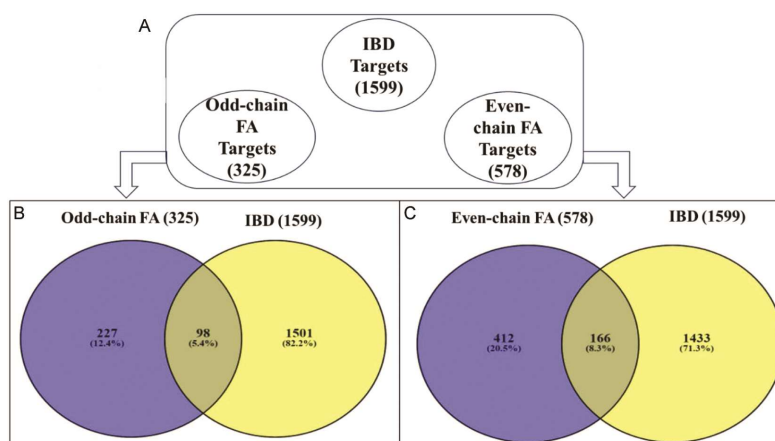 A
IBD
Targets
(1599)
Odd-chain
FA
Targets
(325)
Even-
chain FA
Targets
(578)
B
Odd-chain FA (325)
IBD (1599)
227
(12.4%)
98
(5.4%)
1501
(82.2%)
C
Even-chain FA (578)
IBD (1599)
412
(20.5%)
166
(8.3%)
1433
(71.3%)